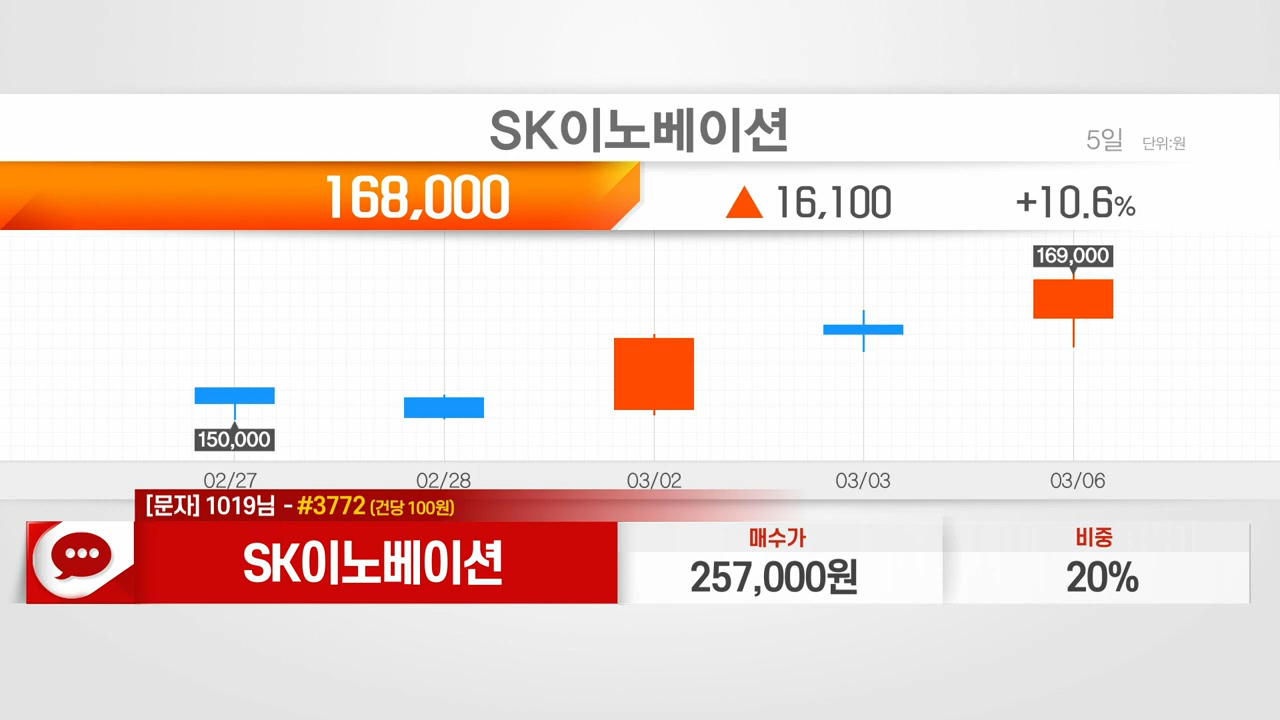 SK이노베이션
5일 단위:원
168,000 ▲ 16,100 +10.6%
169,000
150,000
02/27 02/28 03/02 03/03 03/06
[문자] 1019님 - #3772 (건당 100원)
SK이노베이션
매수가
257,000원
비중
20%